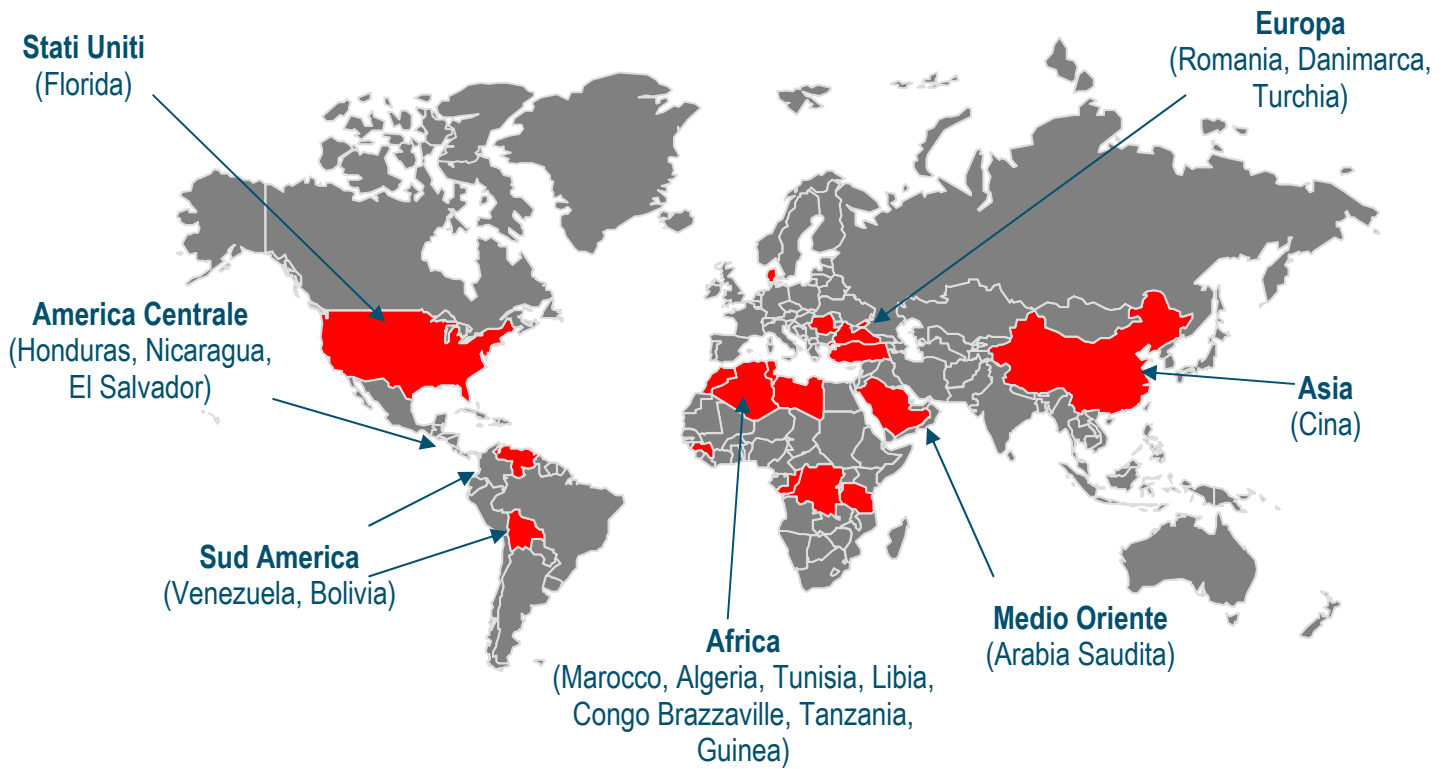 Stati Uniti
(Florida)
Europa
(Romania, Danimarca,
Turchia)
America Centrale
(Honduras, Nicaragua,
El Salvador)
Asia
(Cina)
Sud America
(Venezuela, Bolivia)
Medio Oriente
(Arabia Saudita)
Africa
(Marocco, Algeria, Tunisia, Libia,
Congo Brazzaville, Tanzania,
Guinea)